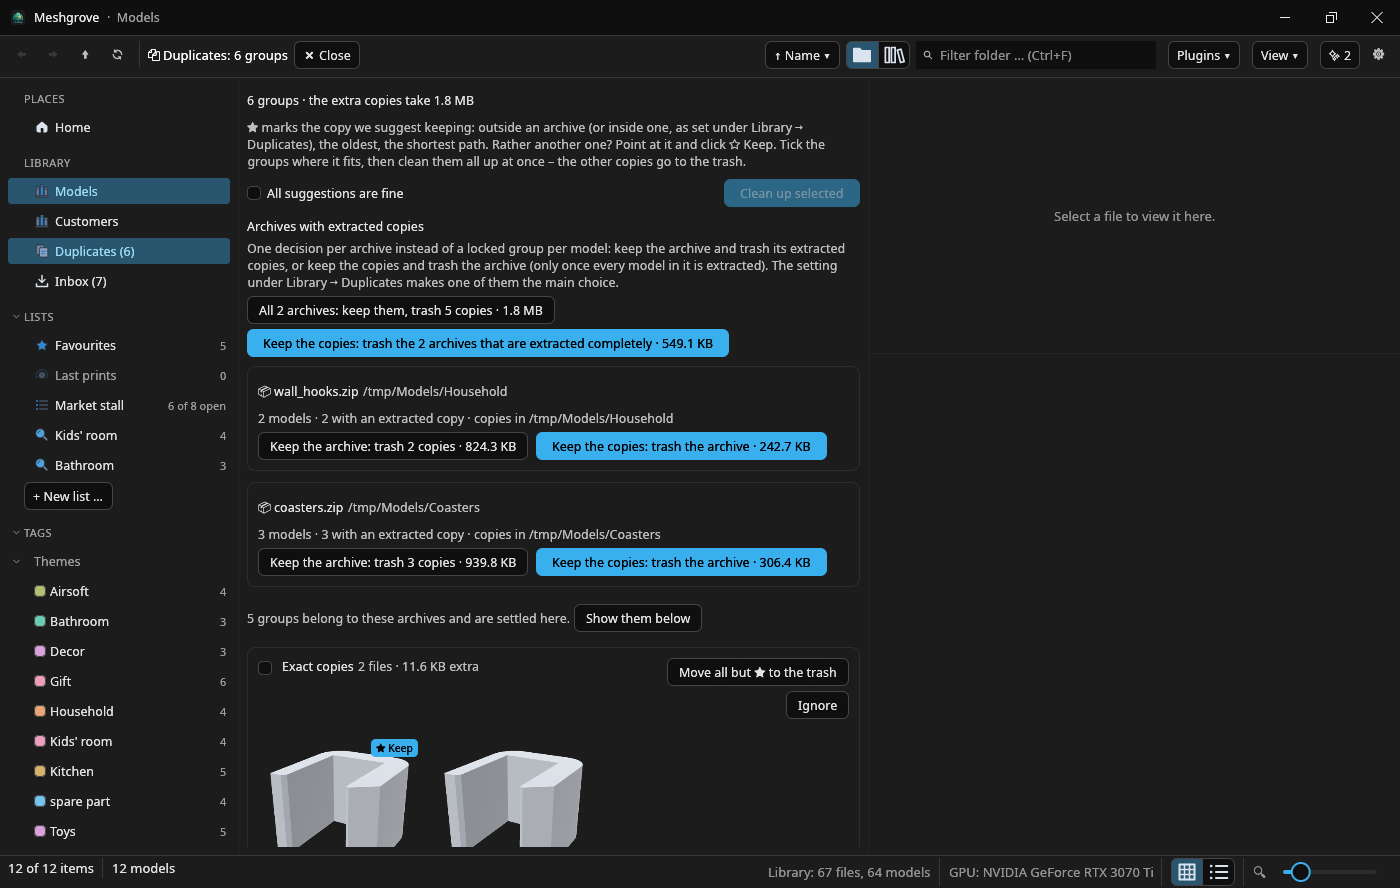 Meshgrove · Models
Duplicates: 6 groups
Close
↑ Name ▾
Filter folder ... (Ctrl+F)
Plugins ▾
View ▾
2
PLACES
Home
LIBRARY
Models
Customers
Duplicates (6)
Inbox (7)
LISTS
Favourites 5
Last prints 0
Market stall 6 of 8 open
Kids' room 4
Bathroom 3
+ New list ...
TAGS
Themes
Airsoft 4
Bathroom 3
Decor 3
Gift 6
Household 4
Kids' room 4
Kitchen 5
spare part 4
Toys 5
6 groups · the extra copies take 1.8 MB
★ marks the copy we suggest keeping: outside an archive (or inside one, as set under Library →
Duplicates), the oldest, the shortest path. Rather another one? Point at it and click ☆ Keep. Tick the
groups where it fits, then clean them all up at once – the other copies go to the trash.
All suggestions are fine
Clean up selected
Archives with extracted copies
One decision per archive instead of a locked group per model: keep the archive and trash its extracted
copies, or keep the copies and trash the archive (only once every model in it is extracted). The setting
under Library → Duplicates makes one of them the main choice.
All 2 archives: keep them, trash 5 copies · 1.8 MB
Keep the copies: trash the 2 archives that are extracted completely · 549.1 KB
wall_hooks.zip /tmp/Models/Household
2 models · 2 with an extracted copy · copies in /tmp/Models/Household
Keep the archive: trash 2 copies · 824.3 KB
Keep the copies: trash the archive · 242.7 KB
coasters.zip /tmp/Models/Coasters
3 models · 3 with an extracted copy · copies in /tmp/Models/Coasters
Keep the archive: trash 3 copies · 939.8 KB
Keep the copies: trash the archive · 306.4 KB
5 groups belong to these archives and are settled here.
Show them below
Exact copies 2 files · 11.6 KB extra
Move all but ★ to the trash
Ignore
★ Keep
Select a file to view it here.
12 of 12 items
12 models
Library: 67 files, 64 models
GPU: NVIDIA GeForce RTX 3070 Ti